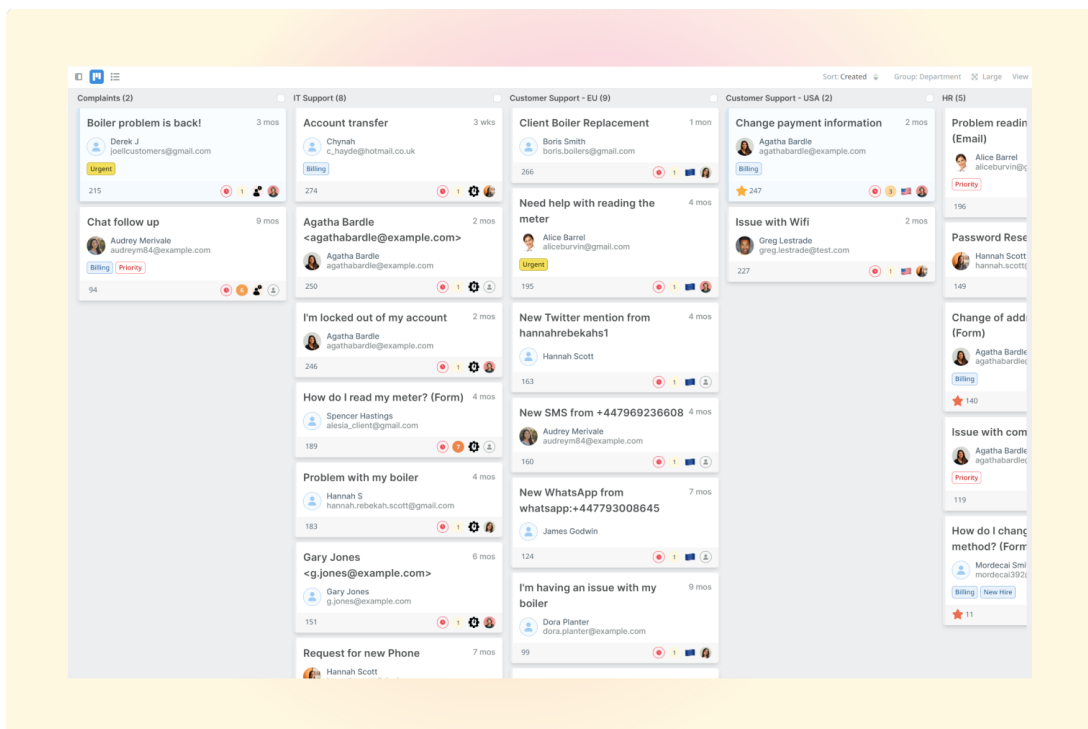 Sort: Created
Group: Department
Large
View
Complaints (2)
Boiler problem is back!
3 mos
Derek J
joellcustomers@gmail.com
Urgent
215
1
Chat follow up
9 mos
Audrey Merivale
audreym84@example.com
Billing
Priority
94
6
IT Support (8)
Account transfer
3 wks
Chynah
c_hayde@hotmail.co.uk
Billing
274
1
Agatha Bardle
2 mos
<agathabardle@example.com>
Agatha Bardle
agathabardle@example.com
250
1
I'm locked out of my account
2 mos
Agatha Bardle
agathabardle@example.com
246
1
How do I read my meter? (Form)
4 mos
Spencer Hastings
alesia_client@gmail.com
189
7
Problem with my boiler
4 mos
Hannah S
hannah.rebekah.scott@gmail.com
183
1
Gary Jones
6 mos
<g.jones@example.com>
Gary Jones
g.jones@example.com
151
1
Request for new Phone
7 mos
Hannah Scott
Customer Support - EU (9)
Client Boiler Replacement
1 mon
Boris Smith
boris.boilers@gmail.com
266
1
Need help with reading the
4 mos
meter
Alice Barrel
aliceburvin@gmail.com
Urgent
195
1
New Twitter mention from
4 mos
hannahrebekahs1
Hannah Scott
163
1
New SMS from +447969236608
4 mos
Audrey Merivale
audreym84@example.com
160
1
New WhatsApp from
7 mos
whatsapp:+447793008645
James Godwin
124
1
I'm having an issue with my
9 mos
boiler
Dora Planter
dora.planter@example.com
99
1
Customer Support - USA (2)
Change payment information
2 mos
Agatha Bardle
agathabardle@example.com
Billing
247
3
Issue with Wifi
2 mos
Greg Lestrade
greg.lestrade@test.com
227
1
HR (5)
Problem readin
(Email)
Alice Barrel
aliceburvin@g
Priority
196
Password Rese
Hannah Scott
hannah.scott
149
Change of add
(Form)
Agatha Bardle
agathabardle
Billing
140
Issue with com
Agatha Bardle
agathabardle
Priority
119
How do I chang
method? (Form
Mordecai Smi
mordecai392
Billing
New Hire
11